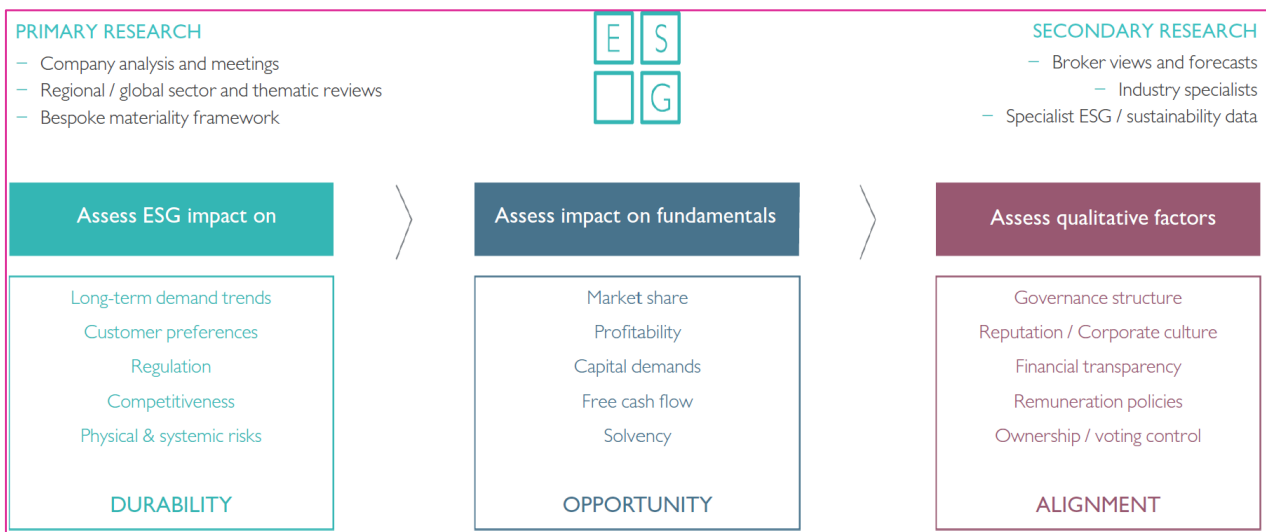 PRIMARY RESEARCH
– Company analysis and meetings
– Regional / global sector and thematic reviews
– Bespoke materiality framework
E S
G
SECONDARY RESEARCH
– Broker views and forecasts
– Industry specialists
– Specialist ESG / sustainability data
Assess ESG impact on
Long-term demand trends
Customer preferences
Regulation
Competitiveness
Physical & systemic risks
DURABILITY
Assess impact on fundamentals
Market share
Profitability
Capital demands
Free cash flow
Solvency
OPPORTUNITY
Assess qualitative factors
Governance structure
Reputation / Corporate culture
Financial transparency
Remuneration policies
Ownership / voting control
ALIGNMENT